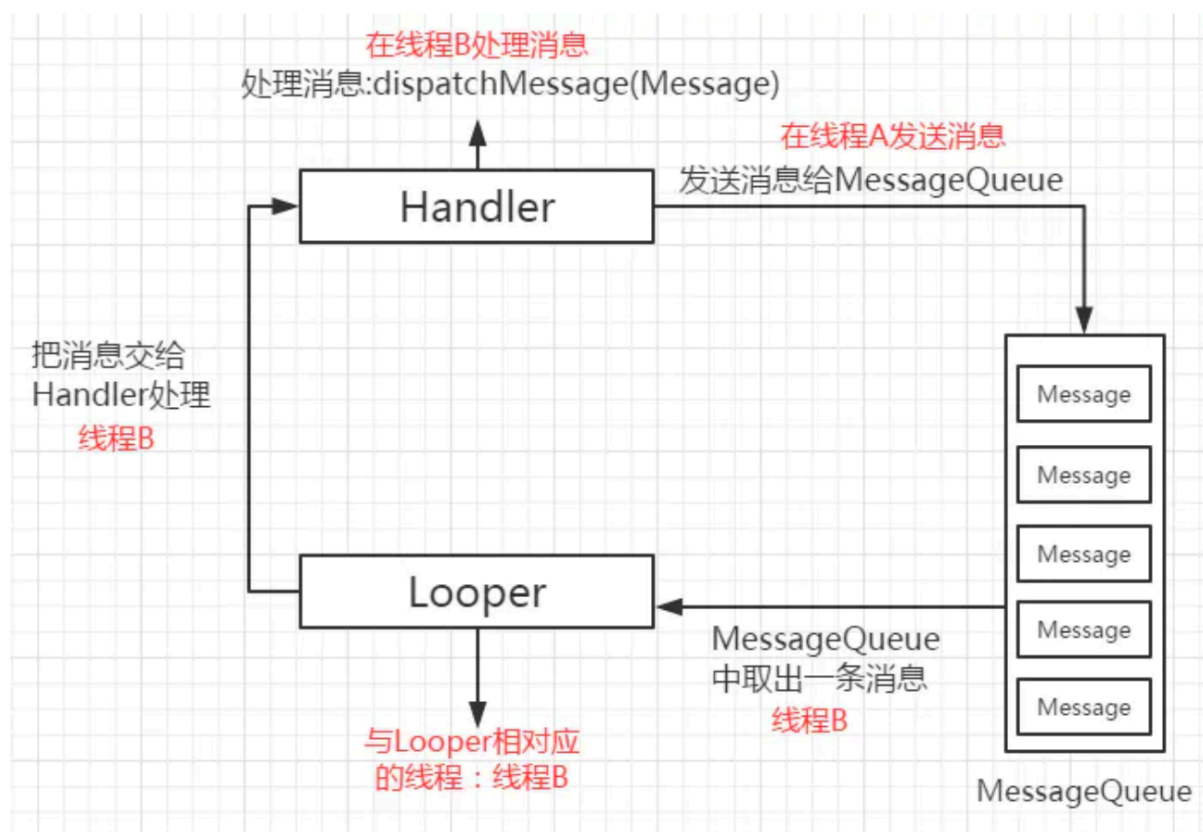 在线程B处理消息
处理消息:dispatchMessage(Message)
在线程A发送消息
发送消息给MessageQueue
Handler
把消息交给
Handler处理
线程B
Message
Message
Message
Message
Message
Looper
MessageQueue
中取出一条消息
线程B
与Looper相对应
的线程：线程B
MessageQueue